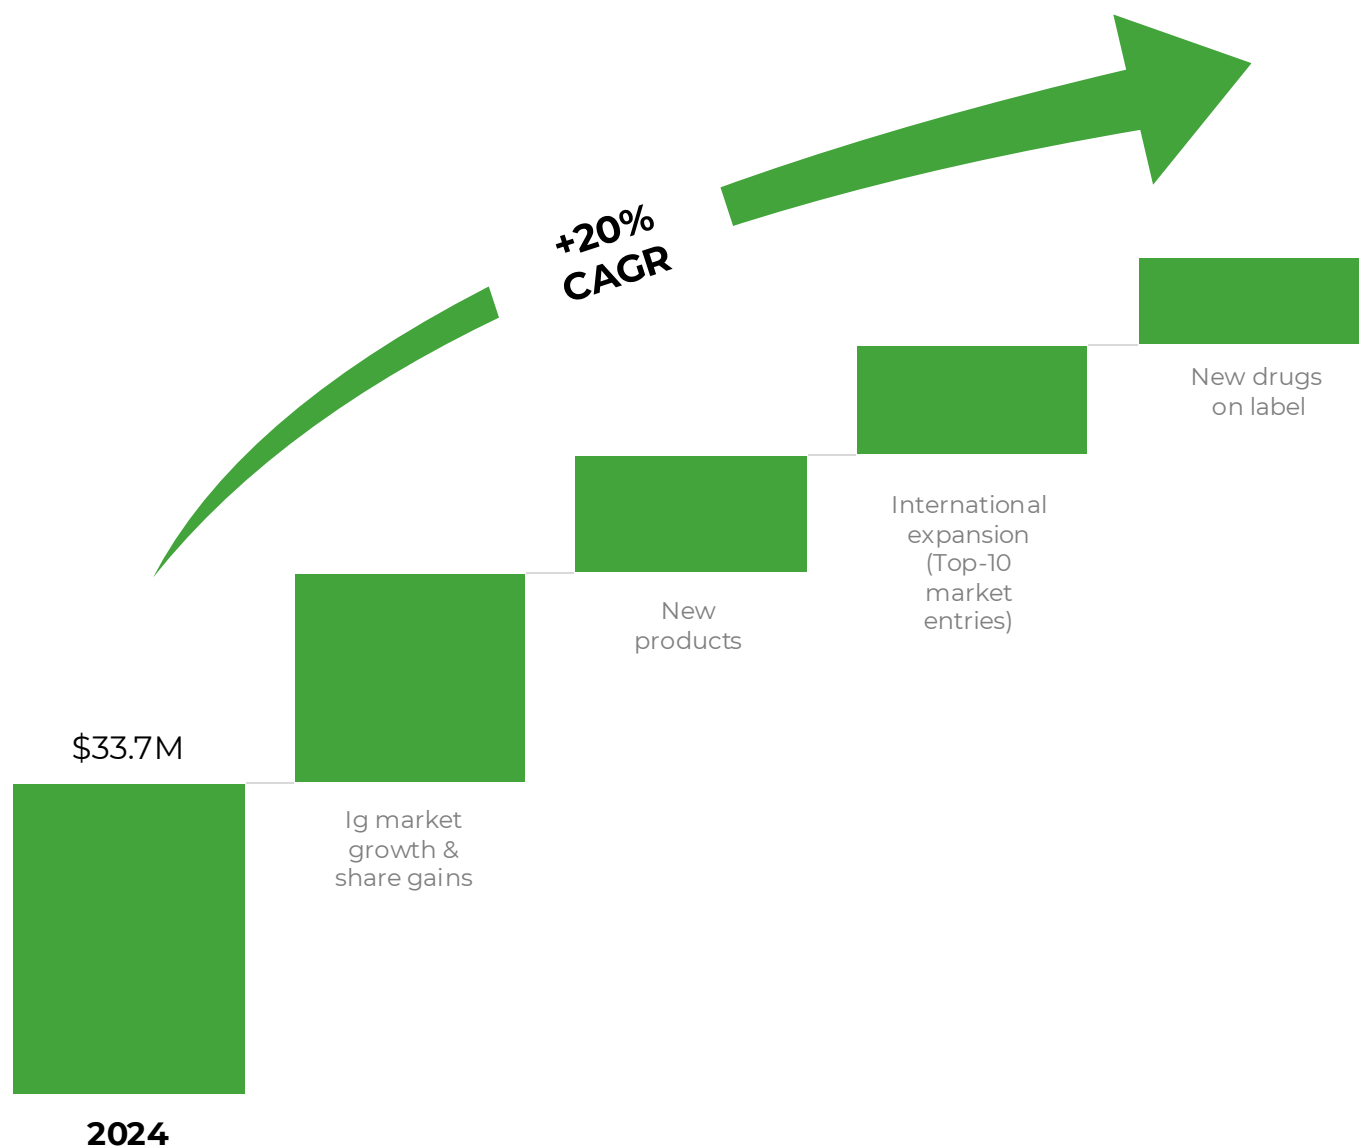 +20%
CAGR
New drugs
on label
International
expansion
(Top-10
market
entries)
New
products
$33.7M
Ig market
growth &
share gains
2024